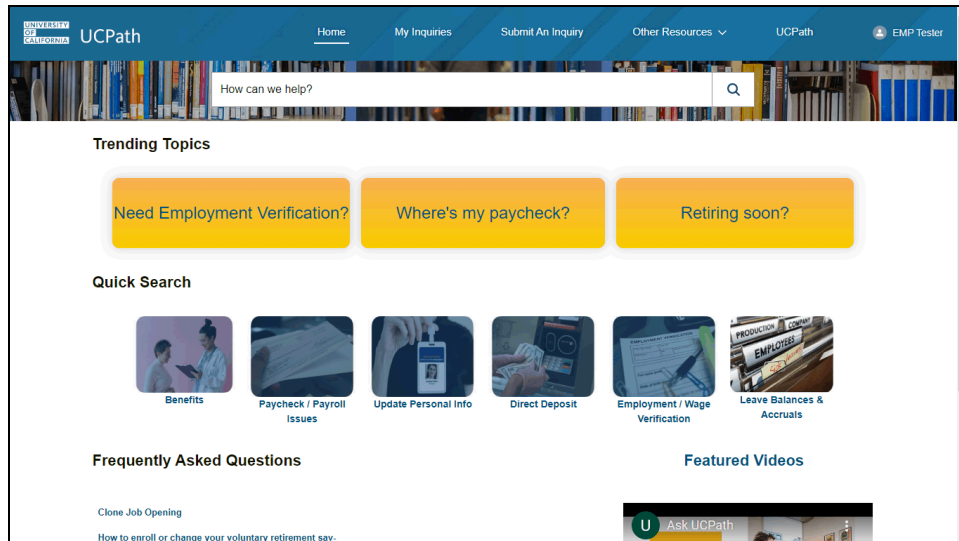 UNIVERSITY
OF
CALIFORNIA
UCPath
Home
My Inquiries
Submit An Inquiry
Other Resources
UCPath
EMP Tester
How can we help?
Trending Topics
Need Employment Verification?
Where's my paycheck?
Retiring soon?
Quick Search
PRODUCTION
COMPANY
EMPLOYEES
Benefits
Paycheck / Payroll
Issues
Update Personal Info
Direct Deposit
Employment / Wage
Verification
Leave Balances &
Accruals
Frequently Asked Questions
Featured Videos
Clone Job Opening
How to enroll or change your voluntary retirement sav-
U
Ask UCPath